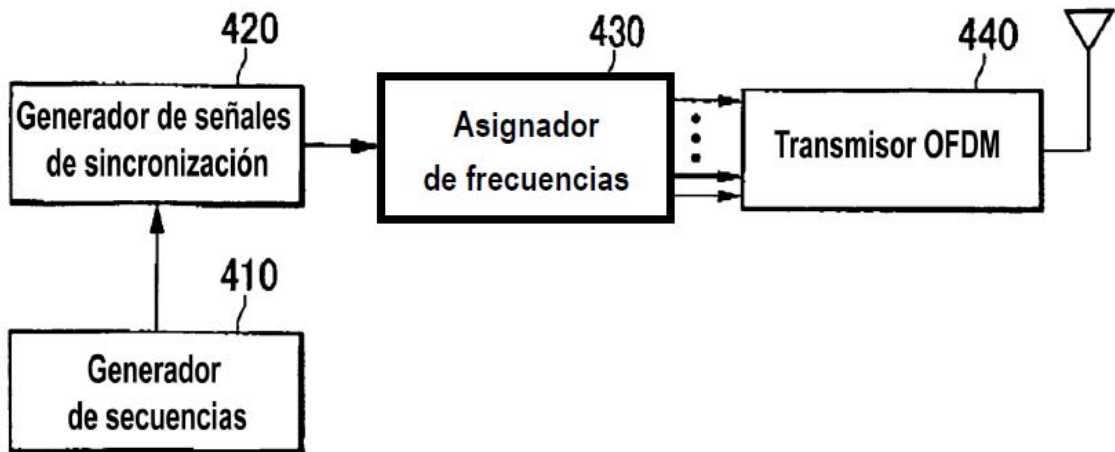 420
Generador de señales
de sincronización
430
Asignador
de frecuencias
440
Transmisor OFDM
410
Generador
de secuencias